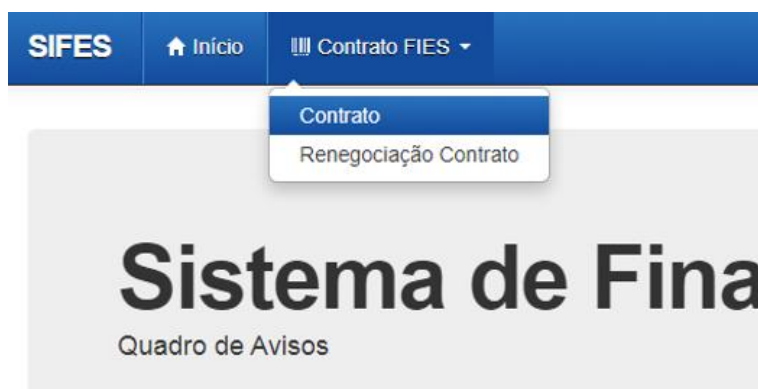 SIFES Início Contrato FIES
Contrato
Renegociação Contrato
Sistema de Fina
Quadro de Avisos